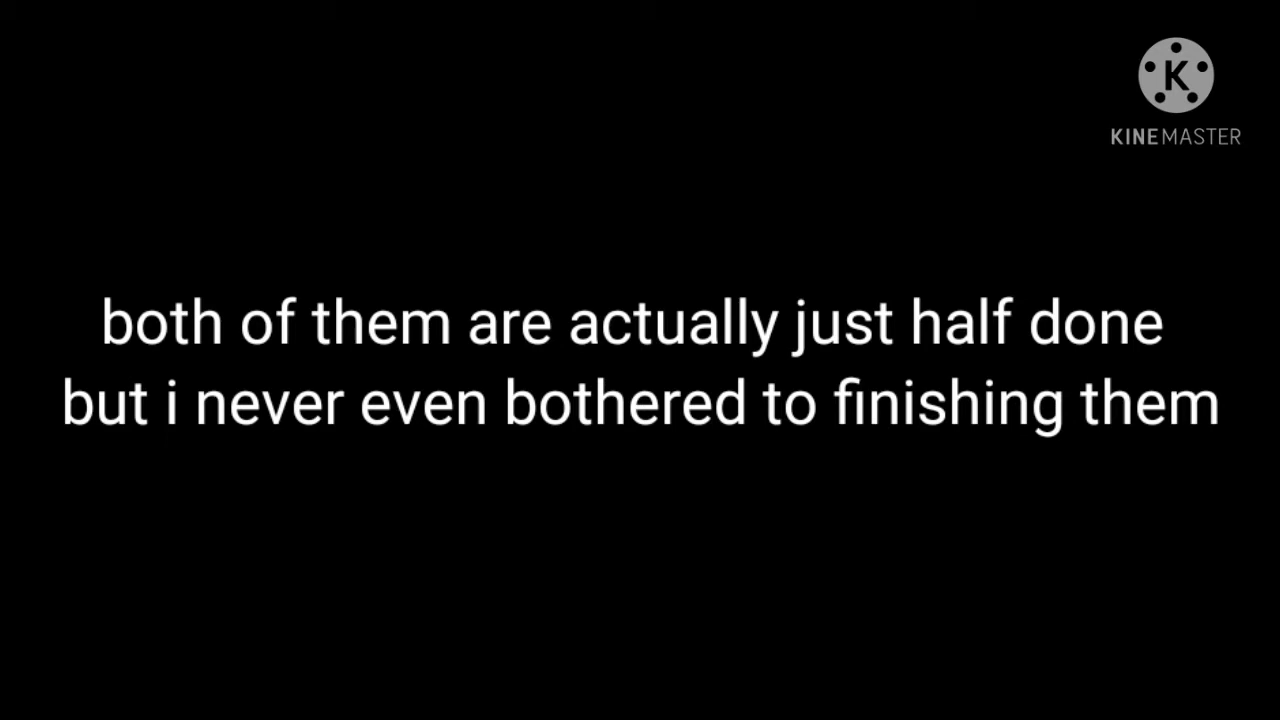 K
KINEMASTER
both of them are actually just half done
but i never even bothered to finishing them